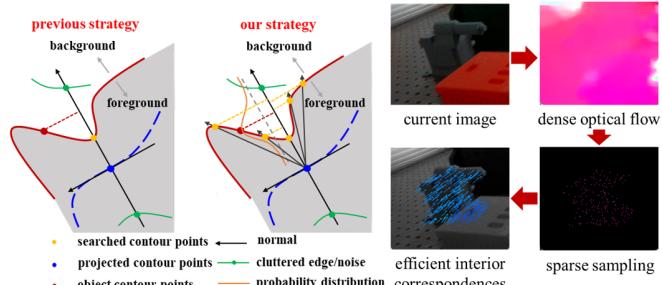 previous strategy
our strategy
background
background
foreground
foreground
current image
dense optical flow
searched contour points
normal
projected contour points
cluttered edge/noise
object contour points
probability distribution
efficient interior
correspondences
sparse sampling